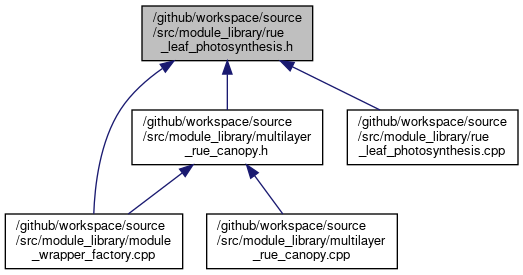 /github/workspace/source
/src/module_library/rue
_leaf_photosynthesis.h
/github/workspace/source
/src/module_library/multilayer
_rue_canopy.h
/github/workspace/source
/src/module_library/rue
_leaf_photosynthesis.cpp
/github/workspace/source
/src/module_library/module
_wrapper_factory.cpp
/github/workspace/source
/src/module_library/multilayer
_rue_canopy.cpp